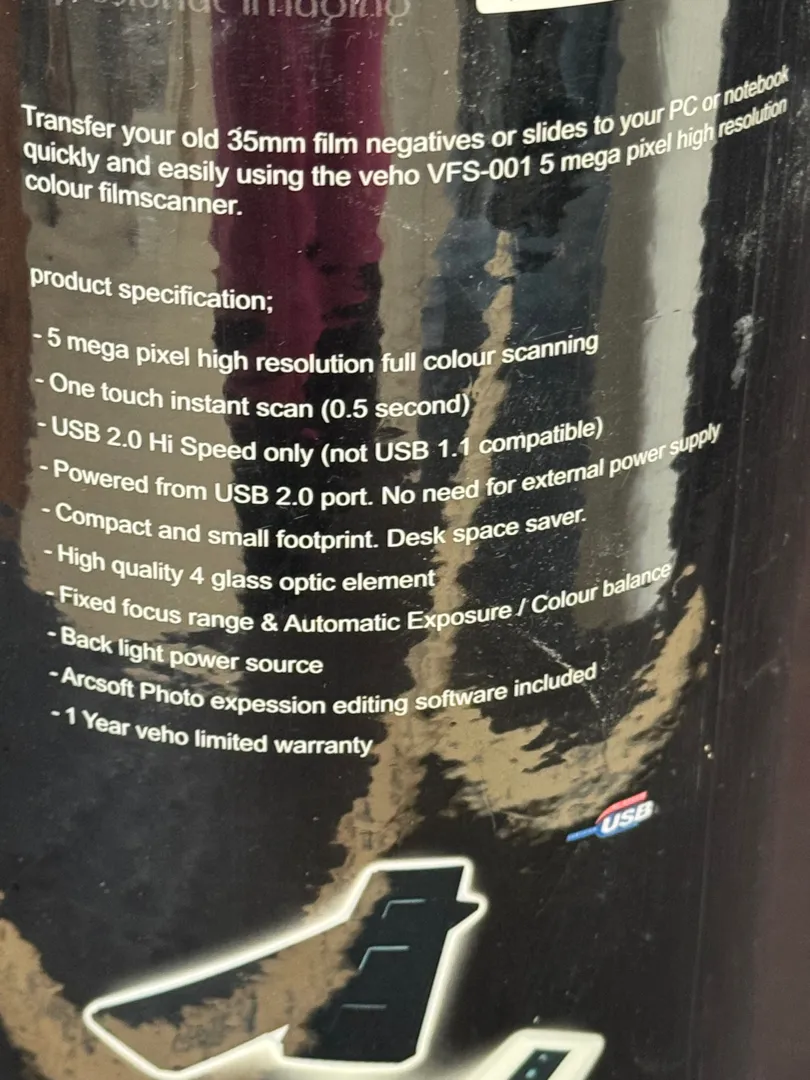 imaging
Transfer your old 35mm film negatives or slides to your PC or notebook
quickly and easily using the veho VFS-001 5 mega pixel high resolution
colour filmscanner.
product specification;
- 5 mega pixel high resolution full colour scanning
- One touch instant scan (0.5 second)
- USB 2.0 Hi Speed only (not USB 1.1 compatible)
- Powered from USB 2.0 port. No need for external power supply
- Compact and small footprint. Desk space saver.
- High quality 4 glass optic element
- Fixed focus range & Automatic Exposure / Colour balance
- Back light power source
- Arcsoft Photo expession editing software included
- 1 Year veho limited warranty
USB